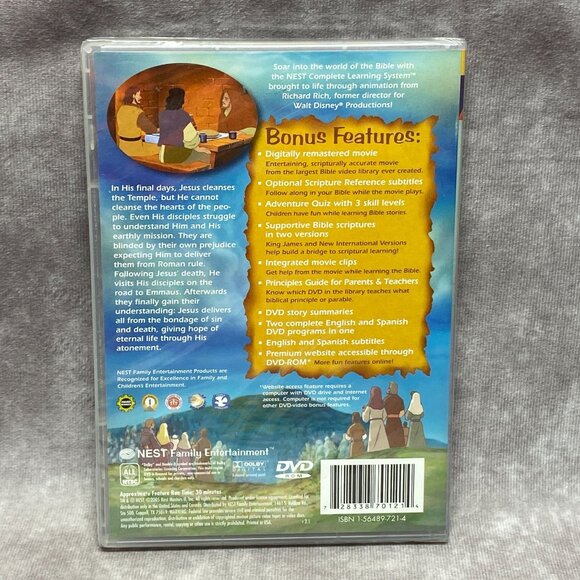 Soar into the world of the Bible with
the NEST Complete Learning System™
brought to life through animation from
Richard Rich, former director for
Walt Disney® Productions!
Bonus Features:
• Digitally remastered movie
Entertaining, scripturally accurate movie
from the largest Bible video library ever created.
• Optional Scripture Reference subtitles
Follow along in your Bible while the movie plays.
• Adventure Quiz with 3 skill levels
Children have fun while learning Bible stories.
• Supportive Bible scriptures
in two versions
King James and New International Versions
help build a bridge to scriptural learning!
• Integrated movie clips
Get help from the movie while learning the Bible.
• Principles Guide for Parents & Teachers
Know which DVD in the library teaches what
biblical principle or parable.
• DVD story summaries
• Two complete English and Spanish
DVD programs in one
• English and Spanish subtitles
• Premium website accessible through
DVD-ROM* More fun features online!
*Website access feature requires a
computer with DVD drive and Internet
access. Computer is not required for
other DVD-video bonus features.
In His final days, Jesus cleanses
the Temple, but He cannot
cleanse the hearts of the peo-
ple. Even His disciples struggle
to understand Him and His
earthly mission. They are
blinded by their own prejudice
expecting Him to deliver them
from Roman rule.
Following Jesus' death, He
visits His disciples on the
road to Emmaus. Afterwards
they finally gain their
understanding: Jesus delivers
all from the bondage of sin
and death, giving hope of
eternal life through His
atonement.
NEST Family Entertainment Products are
Recognized for Excellence in Family and
Children's Entertainment.
NEST Family Entertainment™
ALL
NTSC
DOLBY
DIGITAL
DVD
ROM
Approximate Feature Run Time: 30 minutes
7 28338 70121 4
ISBN 1-56489-721-4